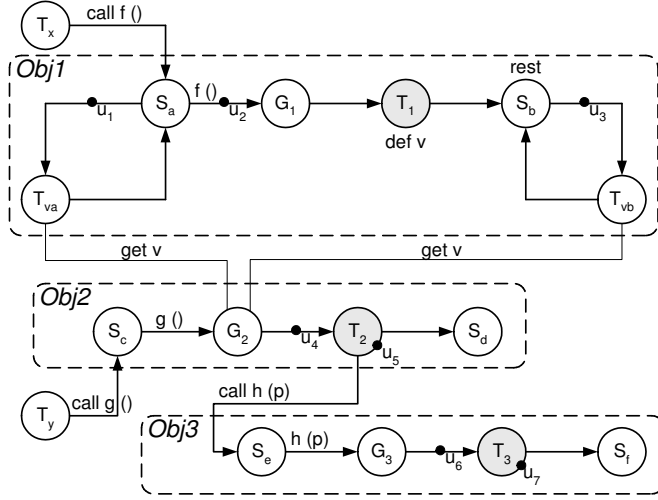 call f ()
Tx
Obj1
rest
u1
Sa
f ()
u2
G1
T1
Sb
u3
def v
Tva
Tvb
get v
get v
Obj2
g ()
Sc
G2
u4
T2
u5
Sd
Ty
call g ()
call h (p)
Obj3
h (p)
Se
G3
u6
T3
u7
Sf